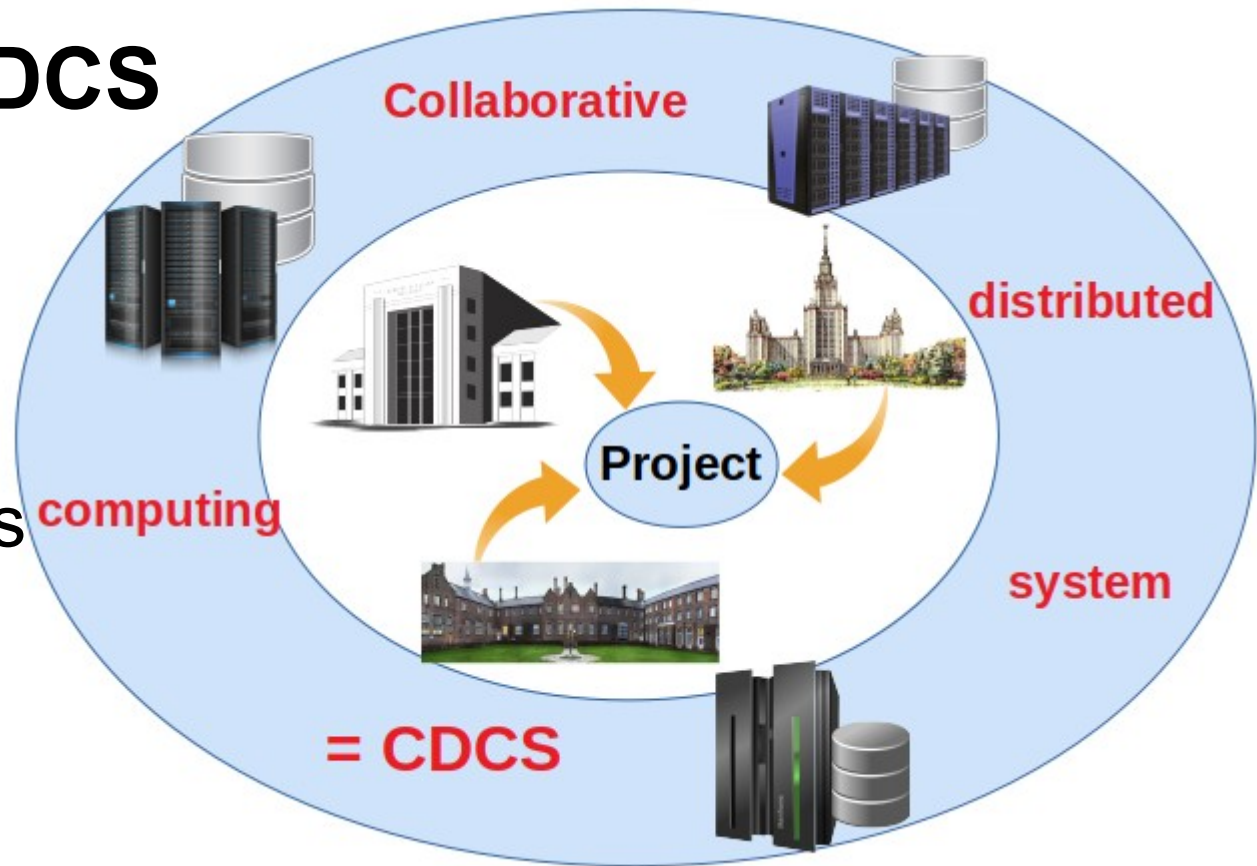 DCS
Collaborative
distributed
Project
computing
s
system
= CDCS